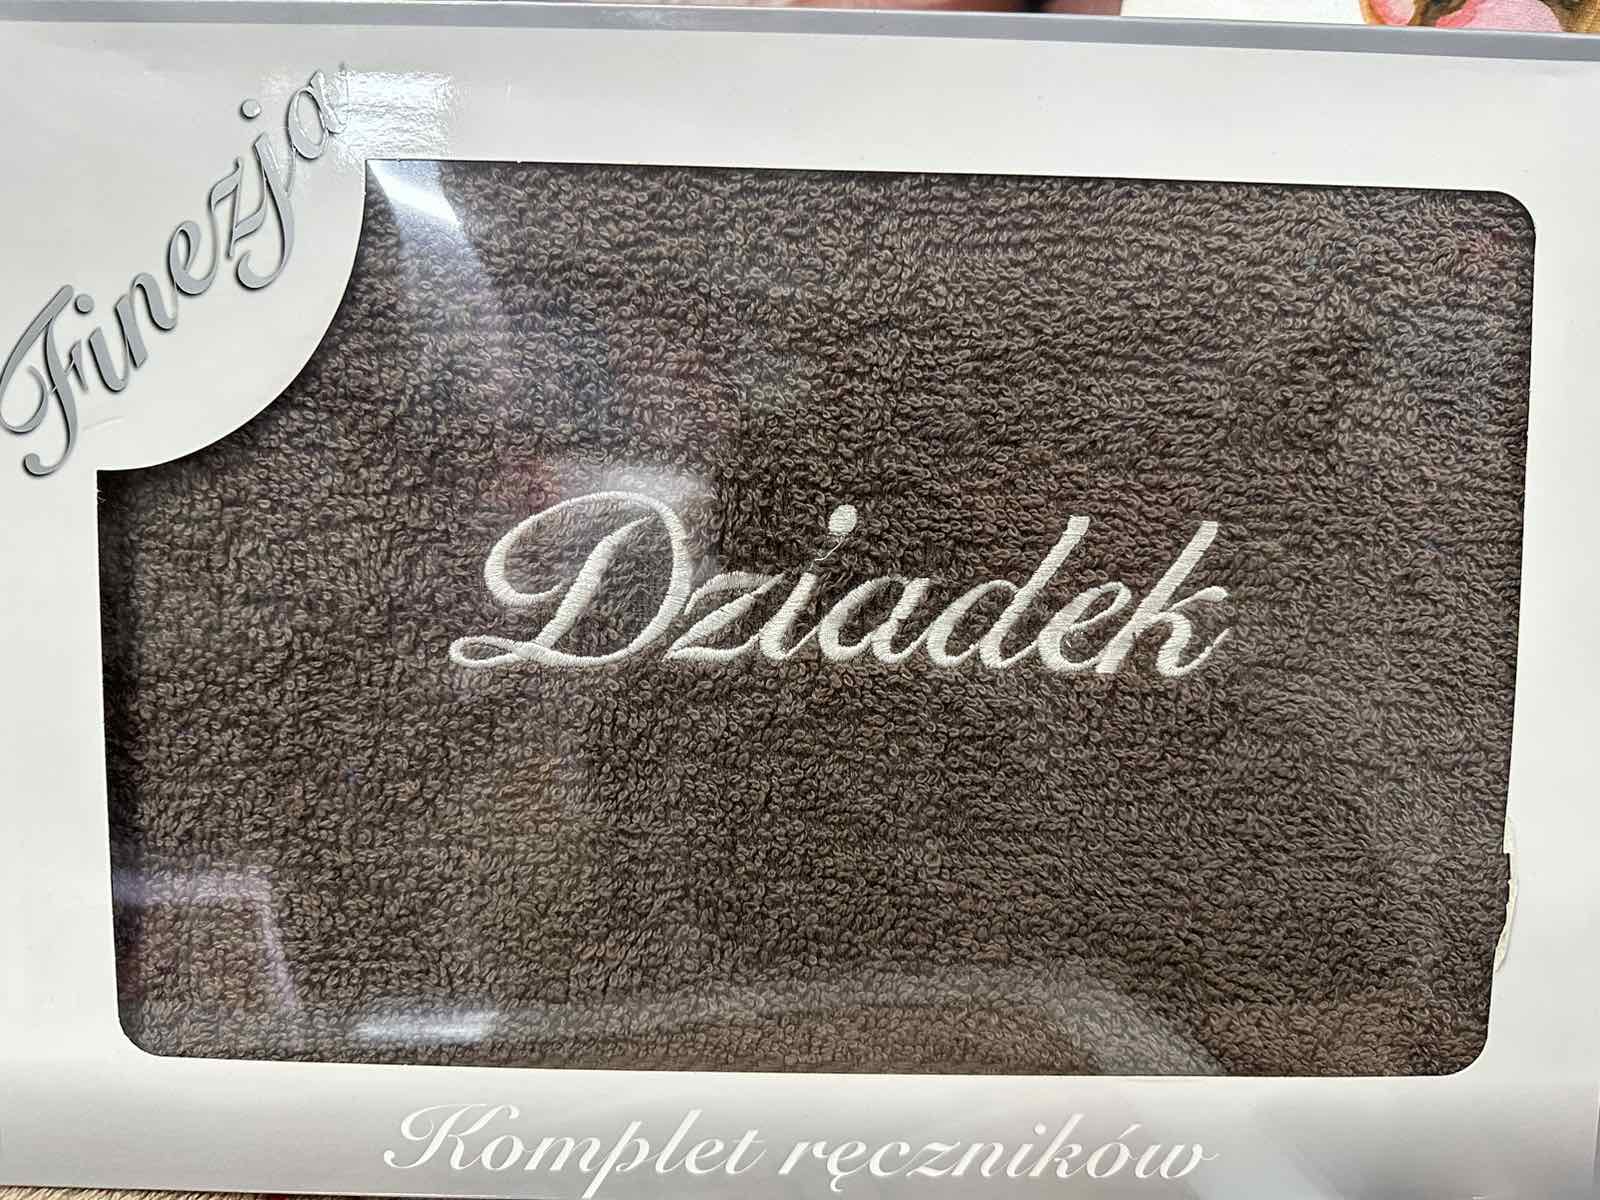 Finezja
Dziadek
Komplet ręczników